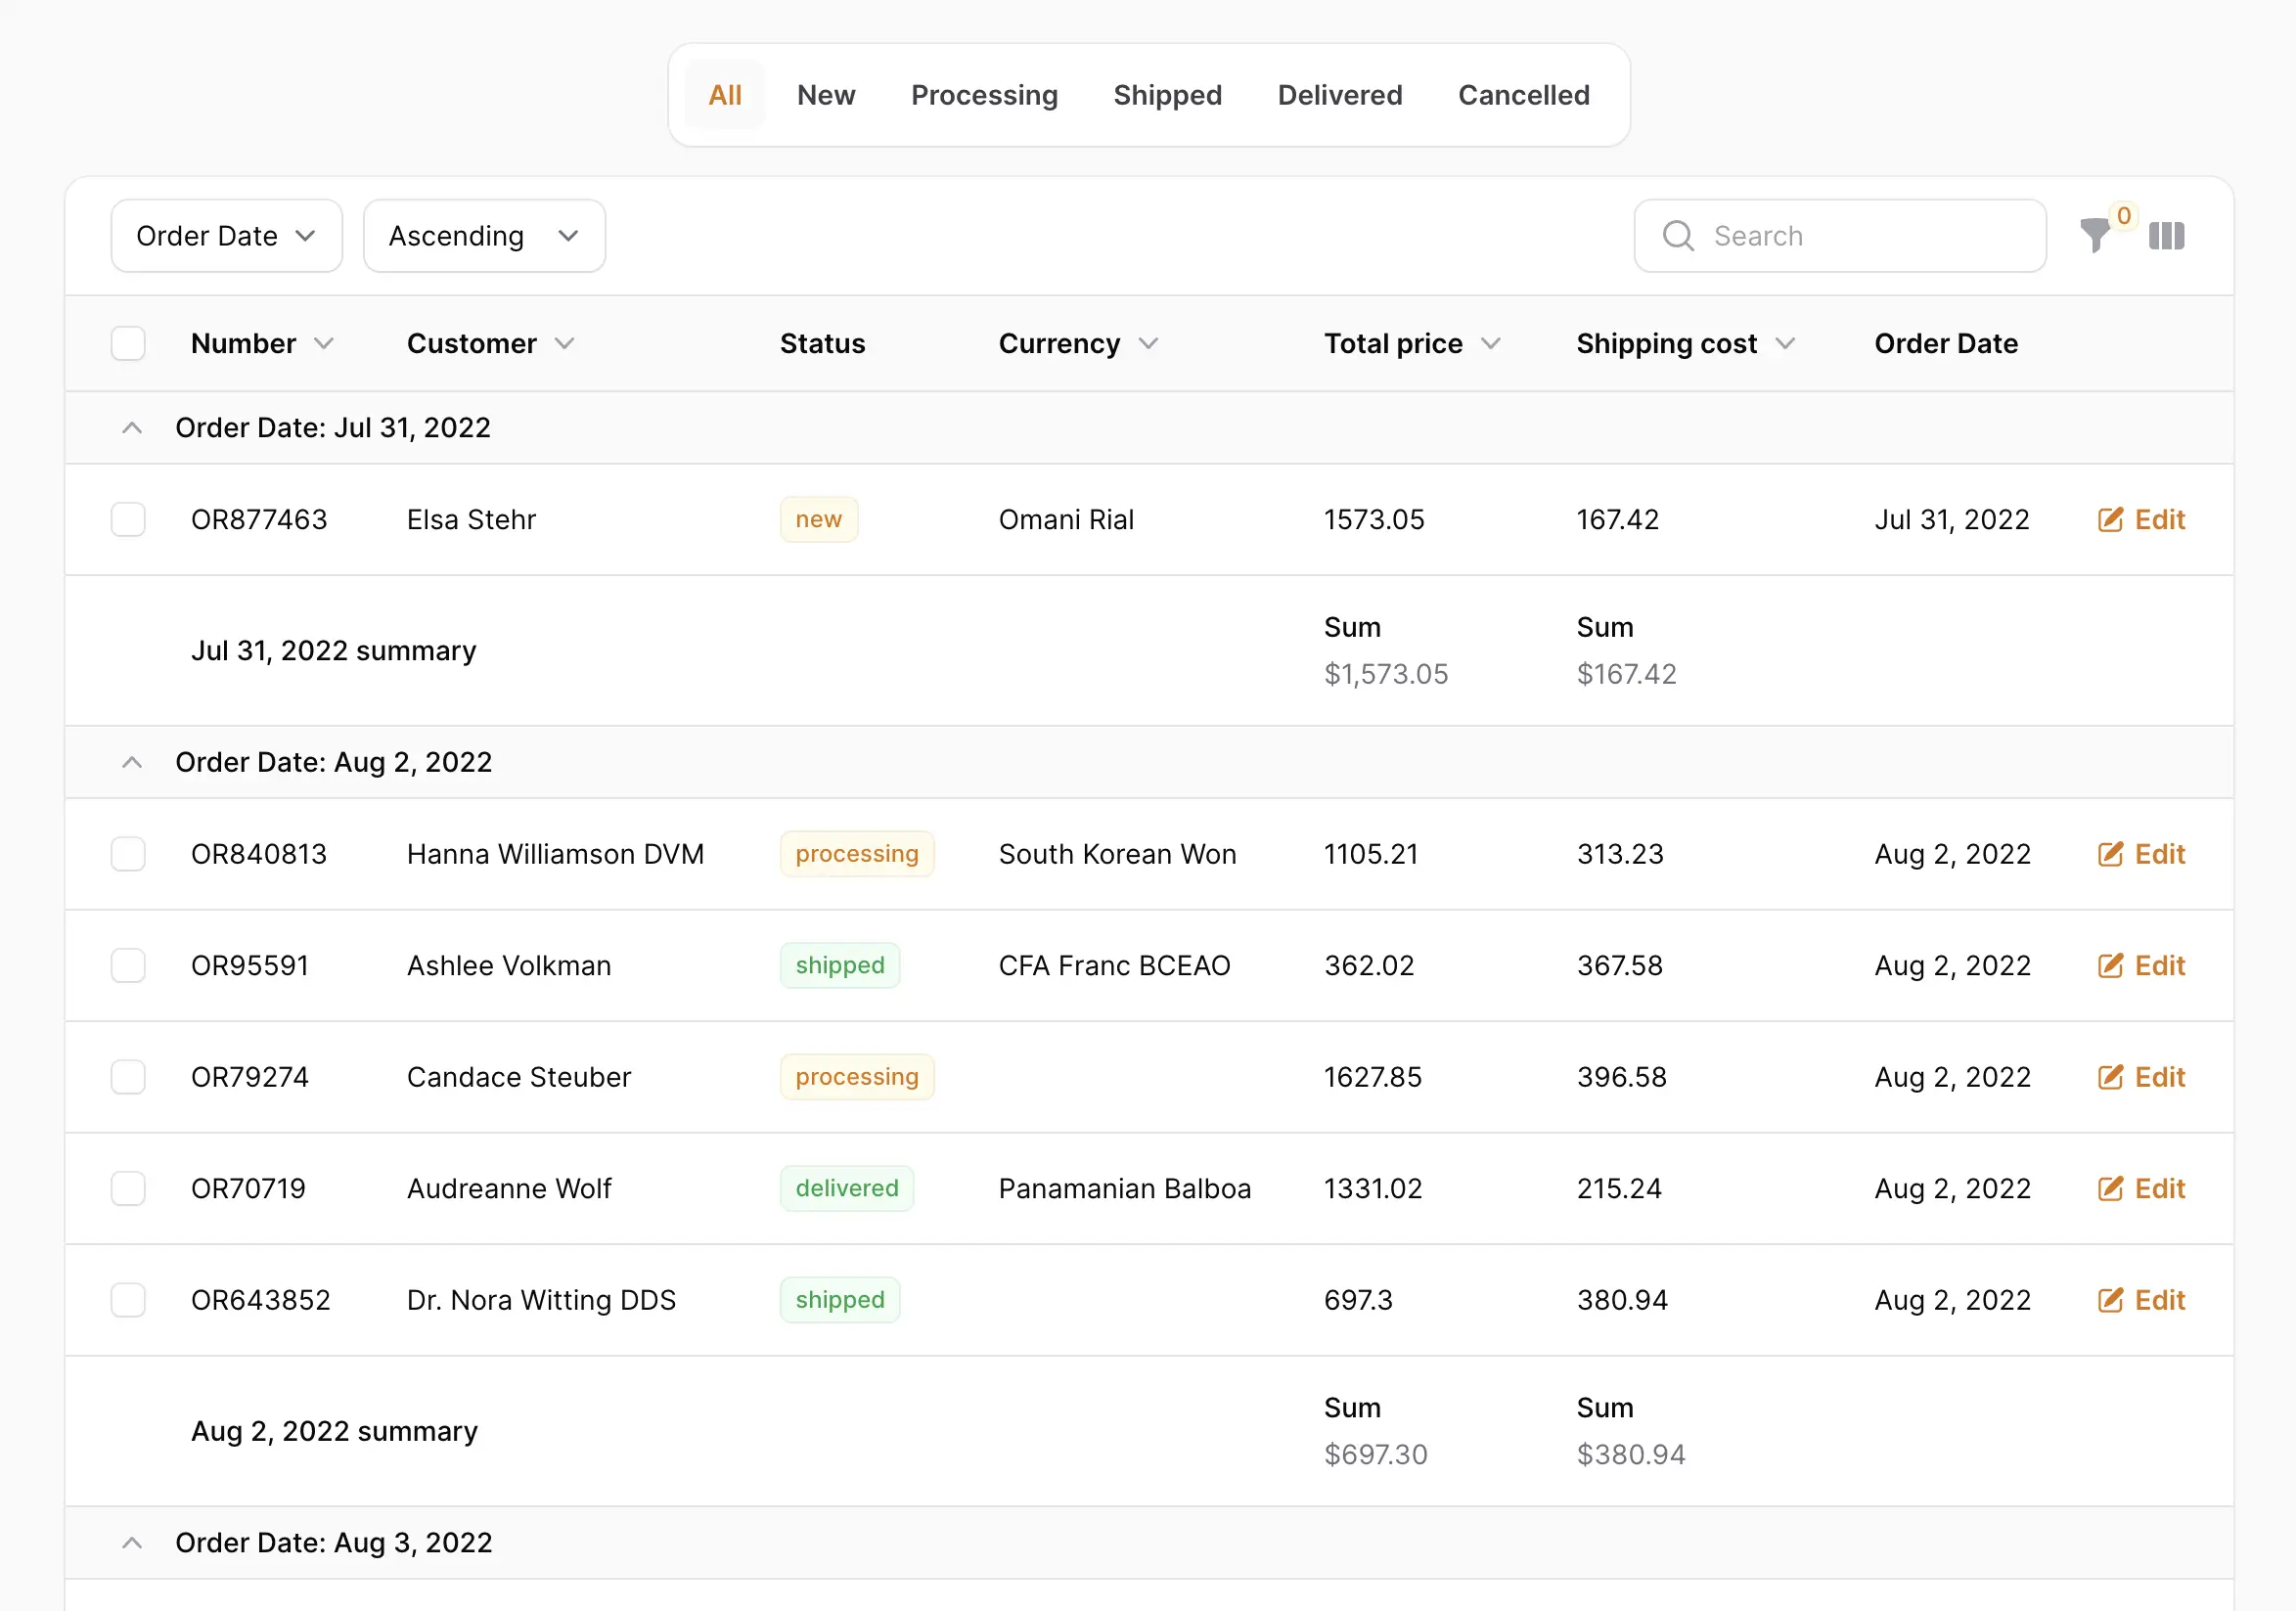 All New Processing Shipped Delivered Cancelled
Order Date Ascending Search 0
Number Customer Status Currency Total price Shipping cost Order Date
Order Date: Jul 31, 2022
OR877463 Elsa Stehr new Omani Rial 1573.05 167.42 Jul 31, 2022 Edit
Sum Sum
Jul 31, 2022 summary
$1,573.05 $167.42
Order Date: Aug 2, 2022
OR840813 Hanna Williamson DVM processing South Korean Won 1105.21 313.23 Aug 2, 2022 Edit
OR95591 Ashlee Volkman shipped CFA Franc BCEAO 362.02 367.58 Aug 2, 2022 Edit
OR79274 Candace Steuber processing 1627.85 396.58 Aug 2, 2022 Edit
OR70719 Audreanne Wolf delivered Panamanian Balboa 1331.02 215.24 Aug 2, 2022 Edit
OR643852 Dr. Nora Witting DDS shipped 697.3 380.94 Aug 2, 2022 Edit
Sum Sum
Aug 2, 2022 summary
$697.30 $380.94
Order Date: Aug 3, 2022